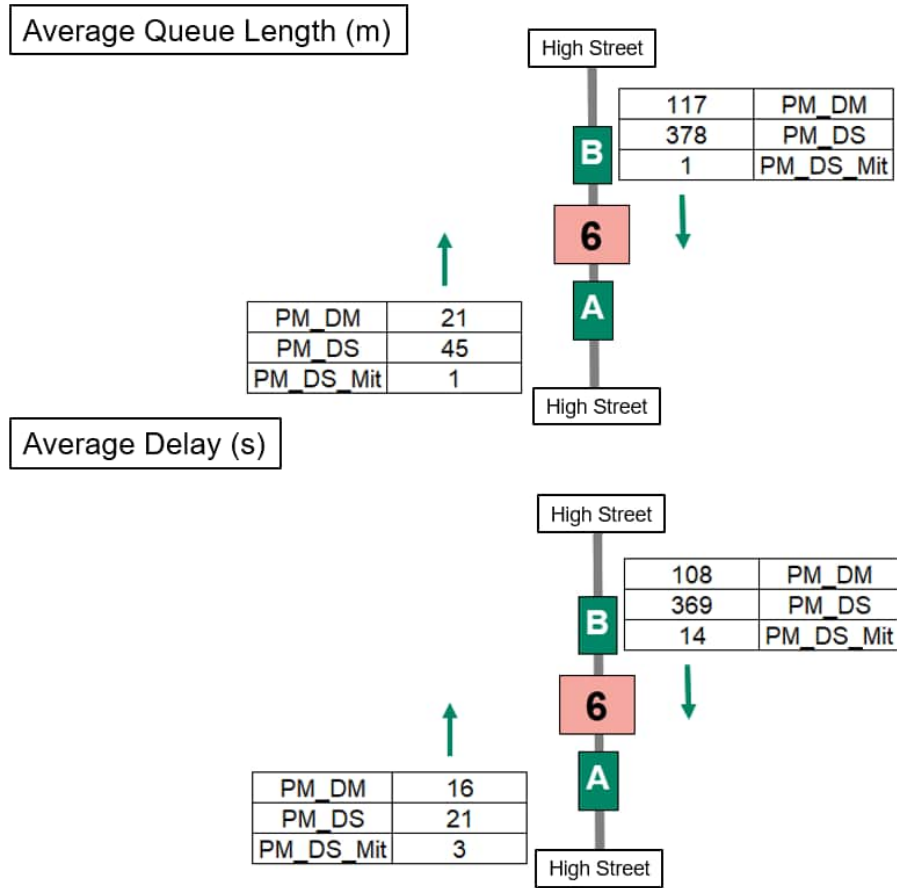 Average Queue Length (m)
High Street
117 PM_DM
378 PM_DS
1 PM_DS_Mit
B
6
A
PM_DM 21
PM_DS 45
PM_DS_Mit 1
High Street
Average Delay (s)
High Street
108 PM_DM
369 PM_DS
14 PM_DS_Mit
B
6
A
PM_DM 16
PM_DS 21
PM_DS_Mit 3
High Street